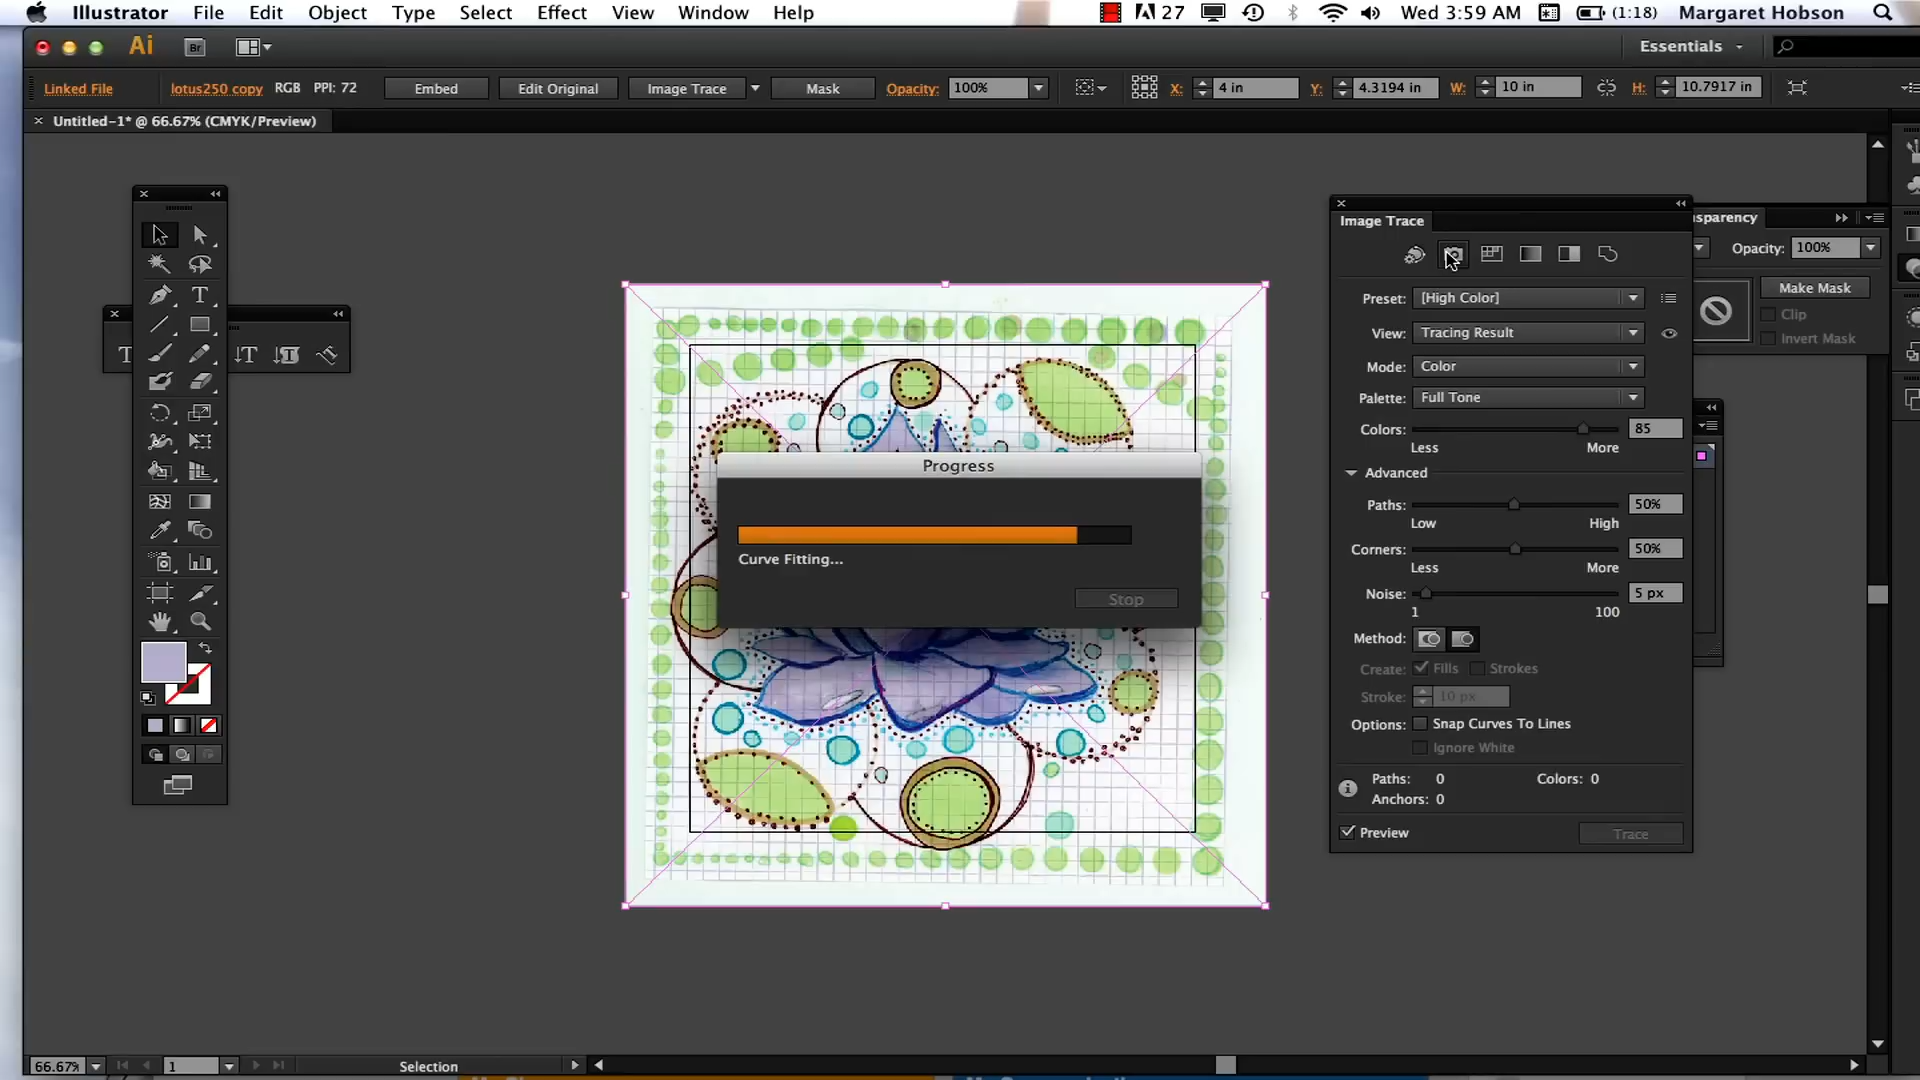 Illustrator File Edit Object Type Select Effect View Window Help 27 Wed 3:59 AM (1:18) Margaret Hobson
Ai Br Essentials
Linked File lotus250 copy RGB PPI: 72 Embed Edit Original Image Trace Mask Opacity: 100% X: 4 in Y: 4.3194 in W: 10 in H: 10.7917 in
Untitled-1* @ 66.67% (CMYK/Preview)
Image Trace
sparency
Opacity: 100%
Make Mask
Clip
Invert Mask
Preset: [High Color]
View: Tracing Result
Mode: Color
Palette: Full Tone
Colors: 85
Less More
Advanced
Paths: 50%
Low High
Corners: 50%
Less More
Noise: 5 px
1 100
Method:
Create: Fills Strokes
Stroke: 10 px
Options: Snap Curves To Lines
Ignore White
Paths: 0 Colors: 0
Anchors: 0
Preview Trace
Progress
Curve Fitting...
Stop
66.67% 1 Selection